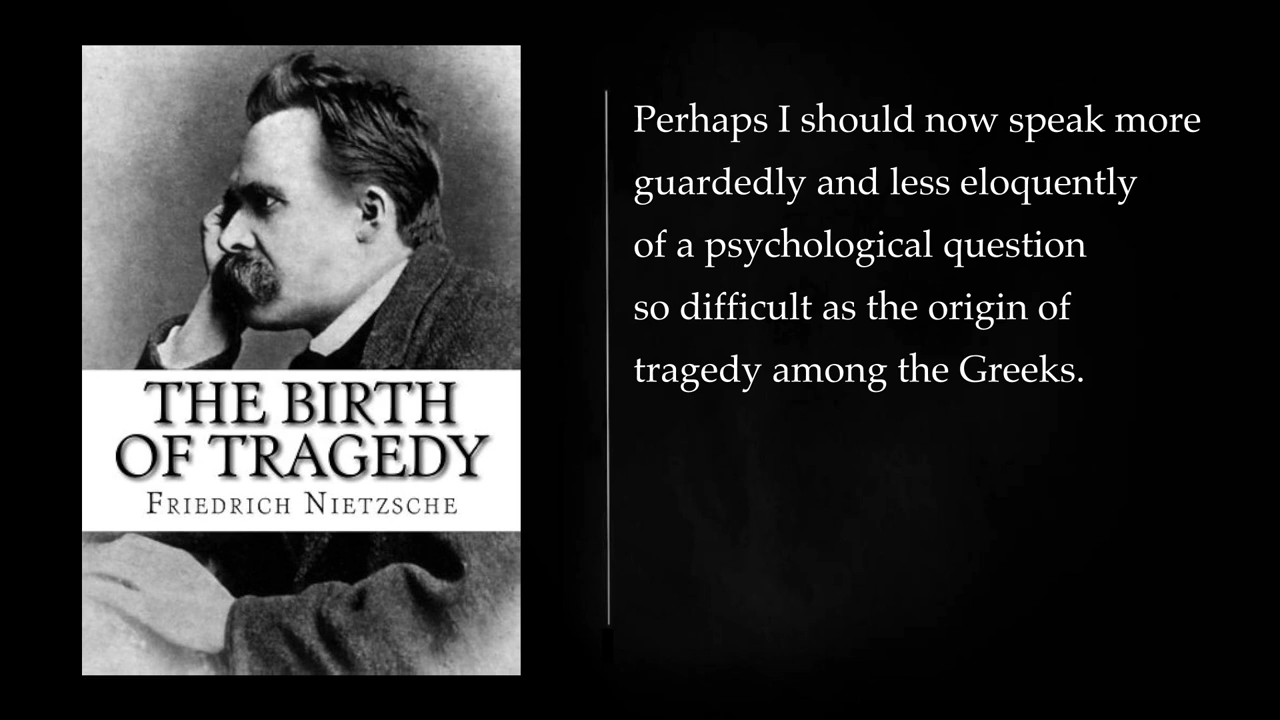 THE BIRTH
OF TRAGEDY
FRIEDRICH NIETZSCHE
Perhaps I should now speak more
guardedly and less eloquently
of a psychological question
so difficult as the origin of
tragedy among the Greeks.